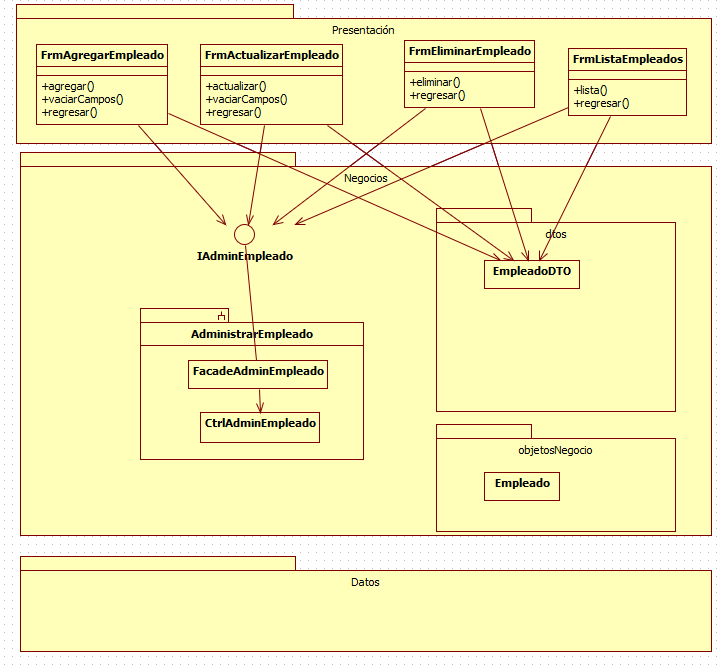 Presentación
FrmAgregarEmpleado
+agregar()
+vaciarCampos()
+regresar()
FrmActualizarEmpleado
+actualizar()
+vaciarCampos()
+regresar()
FrmEliminarEmpleado
+eliminar()
+regresar()
FrmListaEmpleados
+lista()
+regresar()
Negocios
IAdminEmpleado
AdministrarEmpleado
FacadeAdminEmpleado
CtrlAdminEmpleado
dtos
EmpleadoDTO
objetosNegocio
Empleado
Datos